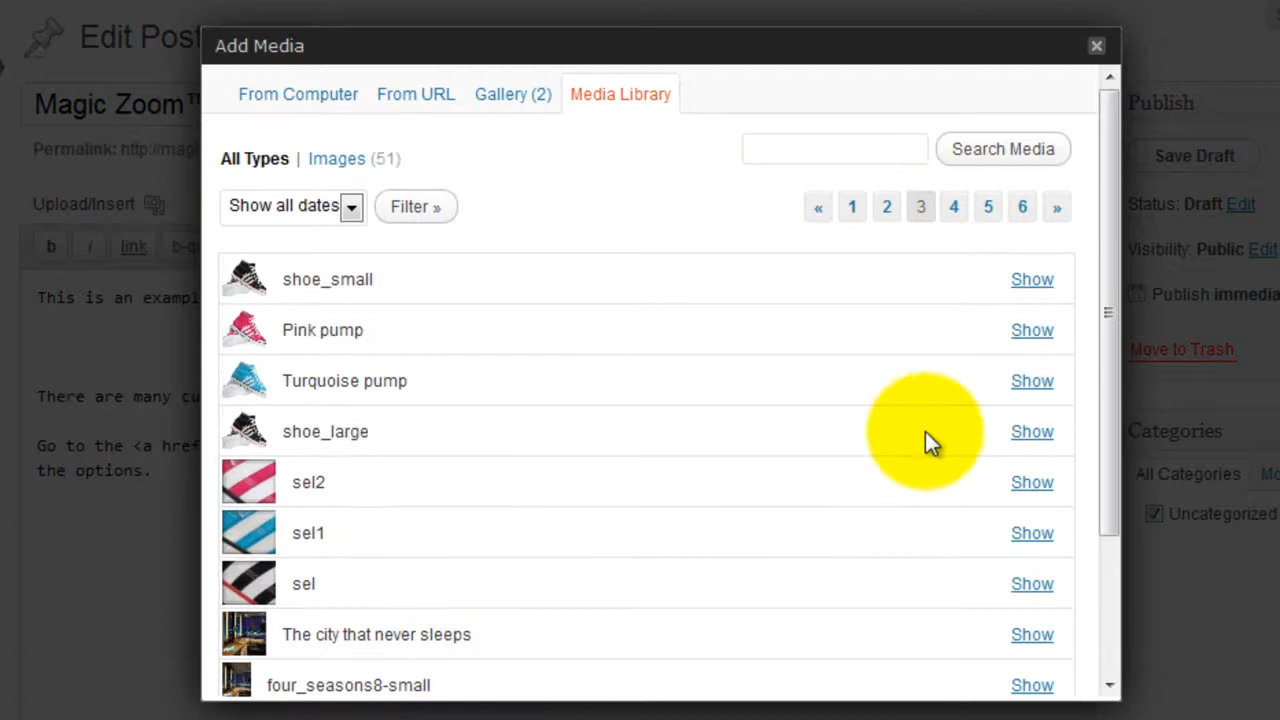 Edit Post
Add Media
From Computer From URL Gallery (2) Media Library
Magic Zoom™
Publish
Permalink: http://mag
All Types | Images (51)
Search Media
Save Draft
Upload/Insert
Show all dates Filter »
« 1 2 3 4 5 6 »
Status: Draft Edit
b i link b-q
Visibility: Public Edit
shoe_small Show
This is an exampl
Publish immedia
Pink pump Show
Move to Trash
Turquoise pump Show
There are many cu
shoe_large Show
Categories
Go to the <a href
the options.
All Categories Mo
sel2 Show
Uncategorized
sel1 Show
sel Show
The city that never sleeps Show
four_seasons8-small Show